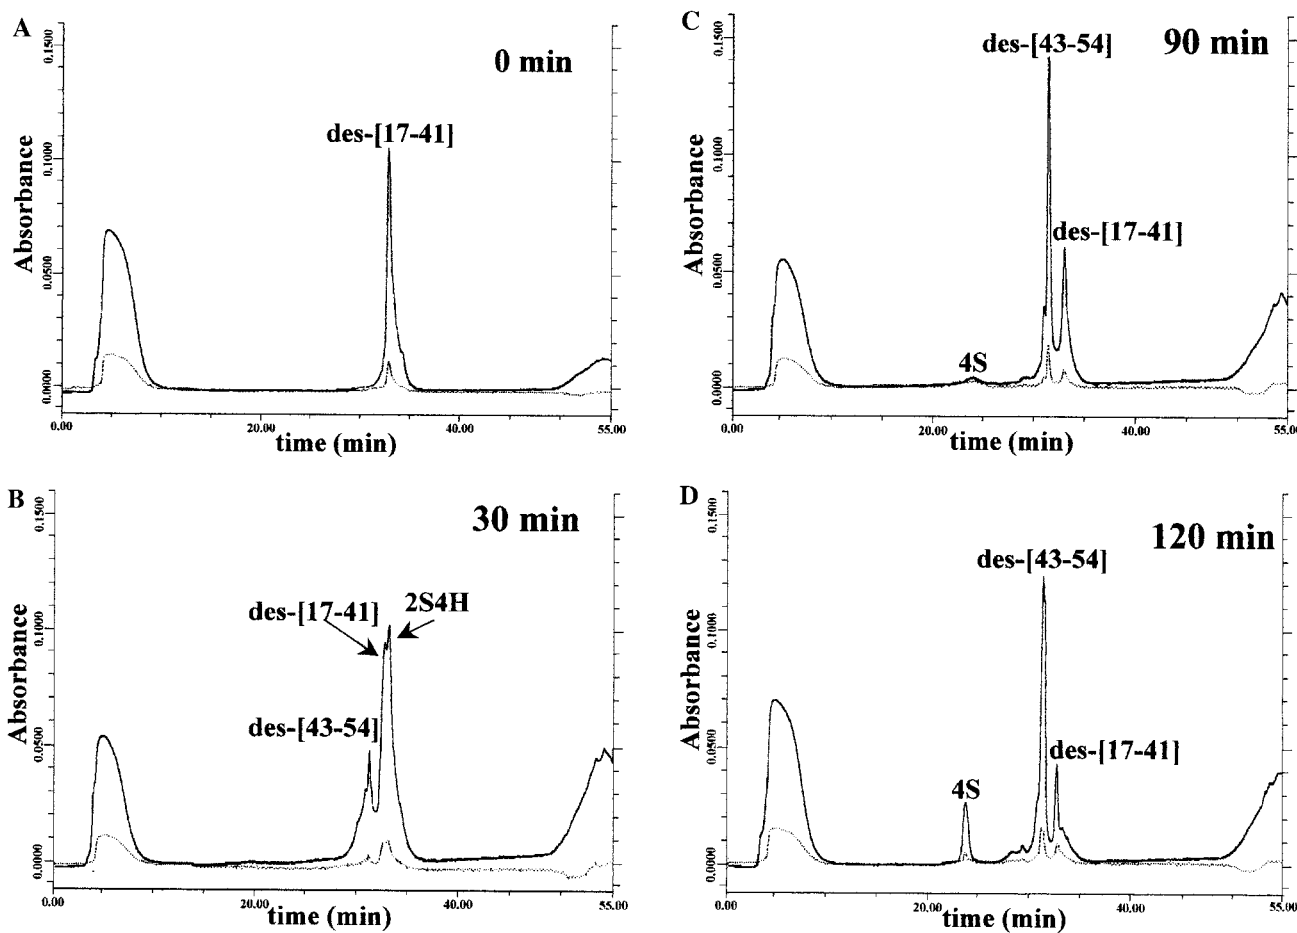 A
0 min
des-[17-41]
Absorbance
0.1500
0.1000
0.0500
0.0000
0.00
20.00
40.00
55.00
time (min)
B
30 min
des-[17-41]
2S4H
des-[43-54]
Absorbance
0.1500
0.1000
0.0500
0.0000
0.00
20.00
40.00
55.00
time (min)
C
90 min
des-[43-54]
des-[17-41]
4S
Absorbance
0.1500
0.1000
0.0500
0.0000
0.00
20.00
40.00
55.00
time (min)
D
120 min
des-[43-54]
des-[17-41]
4S
Absorbance
0.1500
0.1000
0.0500
0.0000
0.00
20.00
40.00
55.00
time (min)